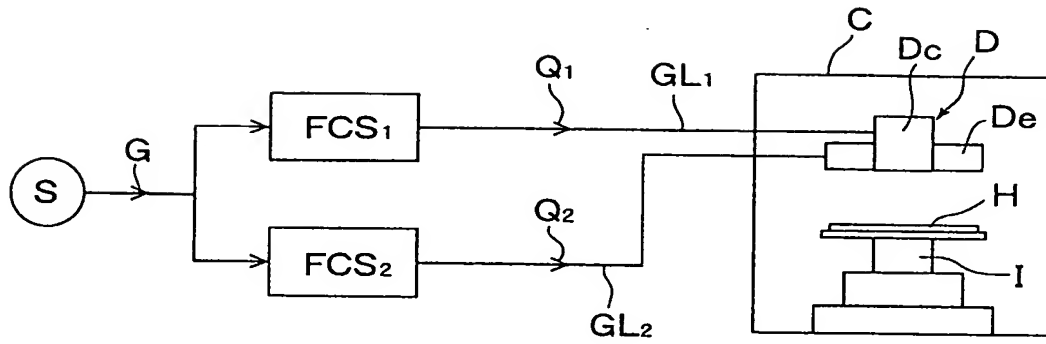 C
Dc
D
Q₁
GL₁
De
FCS₁
G
S
H
Q₂
FCS₂
I
GL₂